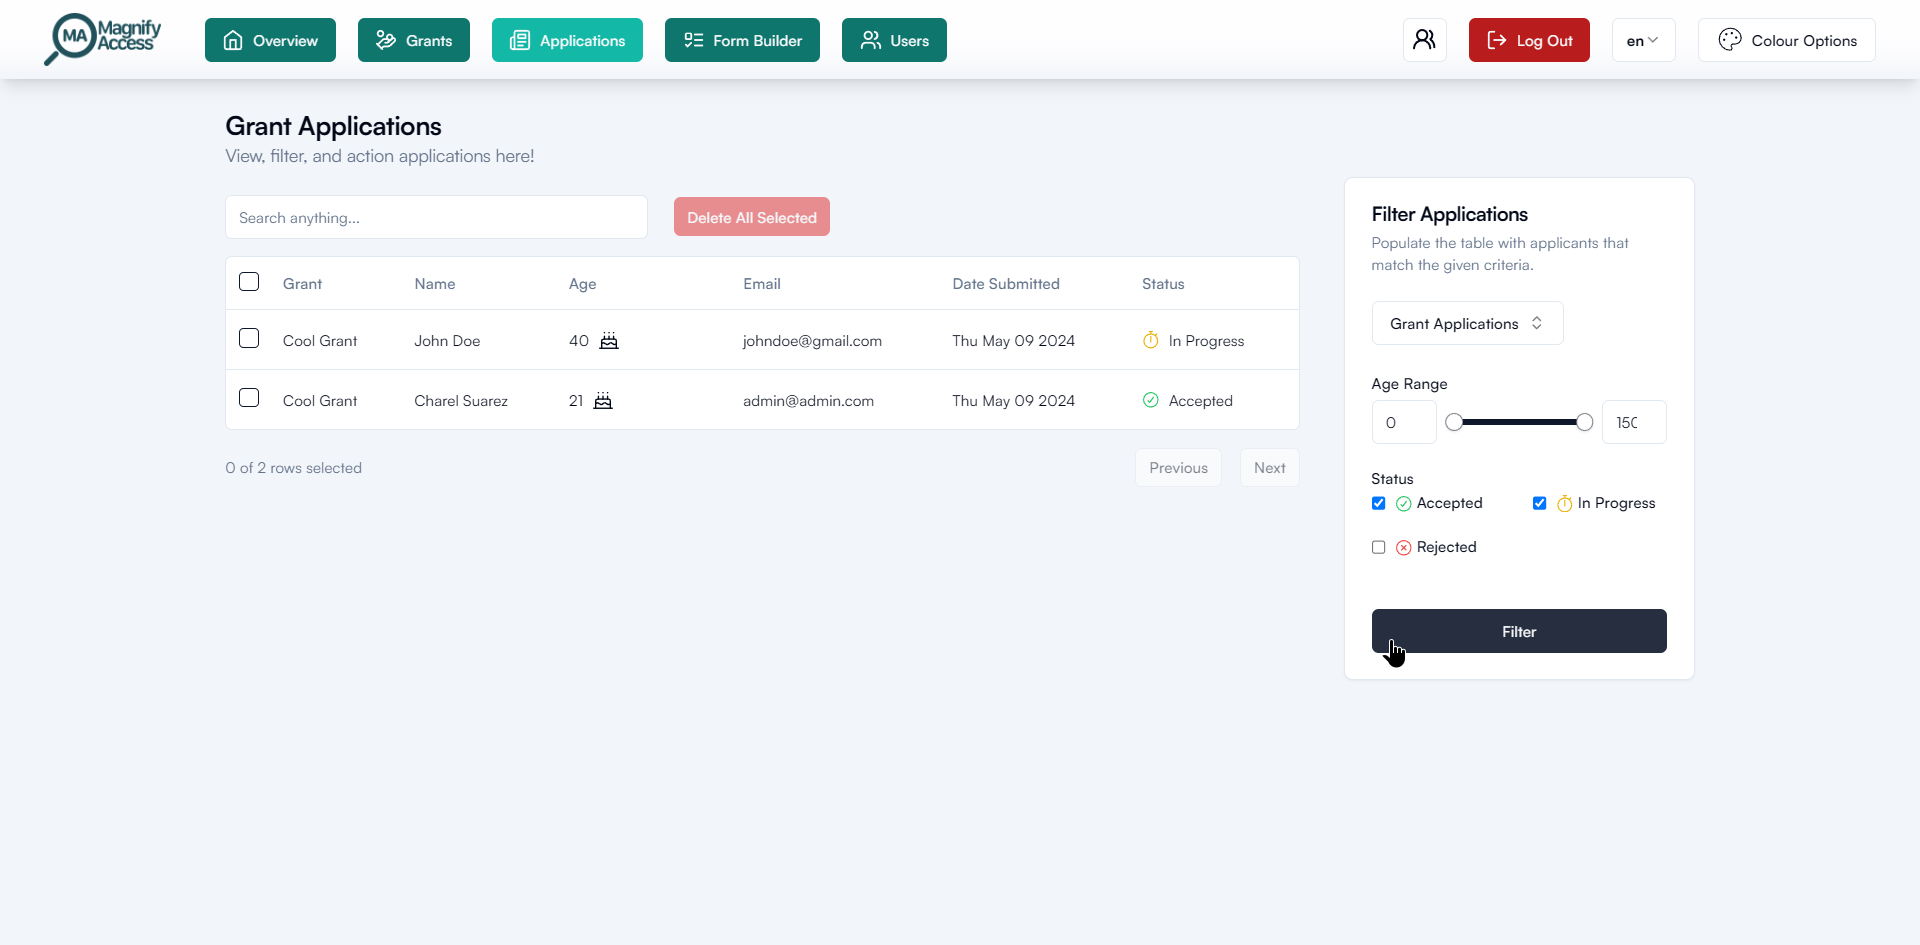 MA Magnify Access
Overview
Grants
Applications
Form Builder
Users
Log Out
en
Colour Options
Grant Applications
View, filter, and action applications here!
Search anything...
Delete All Selected
Grant Name Age Email Date Submitted Status
Cool Grant John Doe 40 johndoe@gmail.com Thu May 09 2024 In Progress
Cool Grant Charel Suarez 21 admin@admin.com Thu May 09 2024 Accepted
0 of 2 rows selected
Previous
Next
Filter Applications
Populate the table with applicants that
match the given criteria.
Grant Applications
Age Range
0
150
Status
Accepted
In Progress
Rejected
Filter